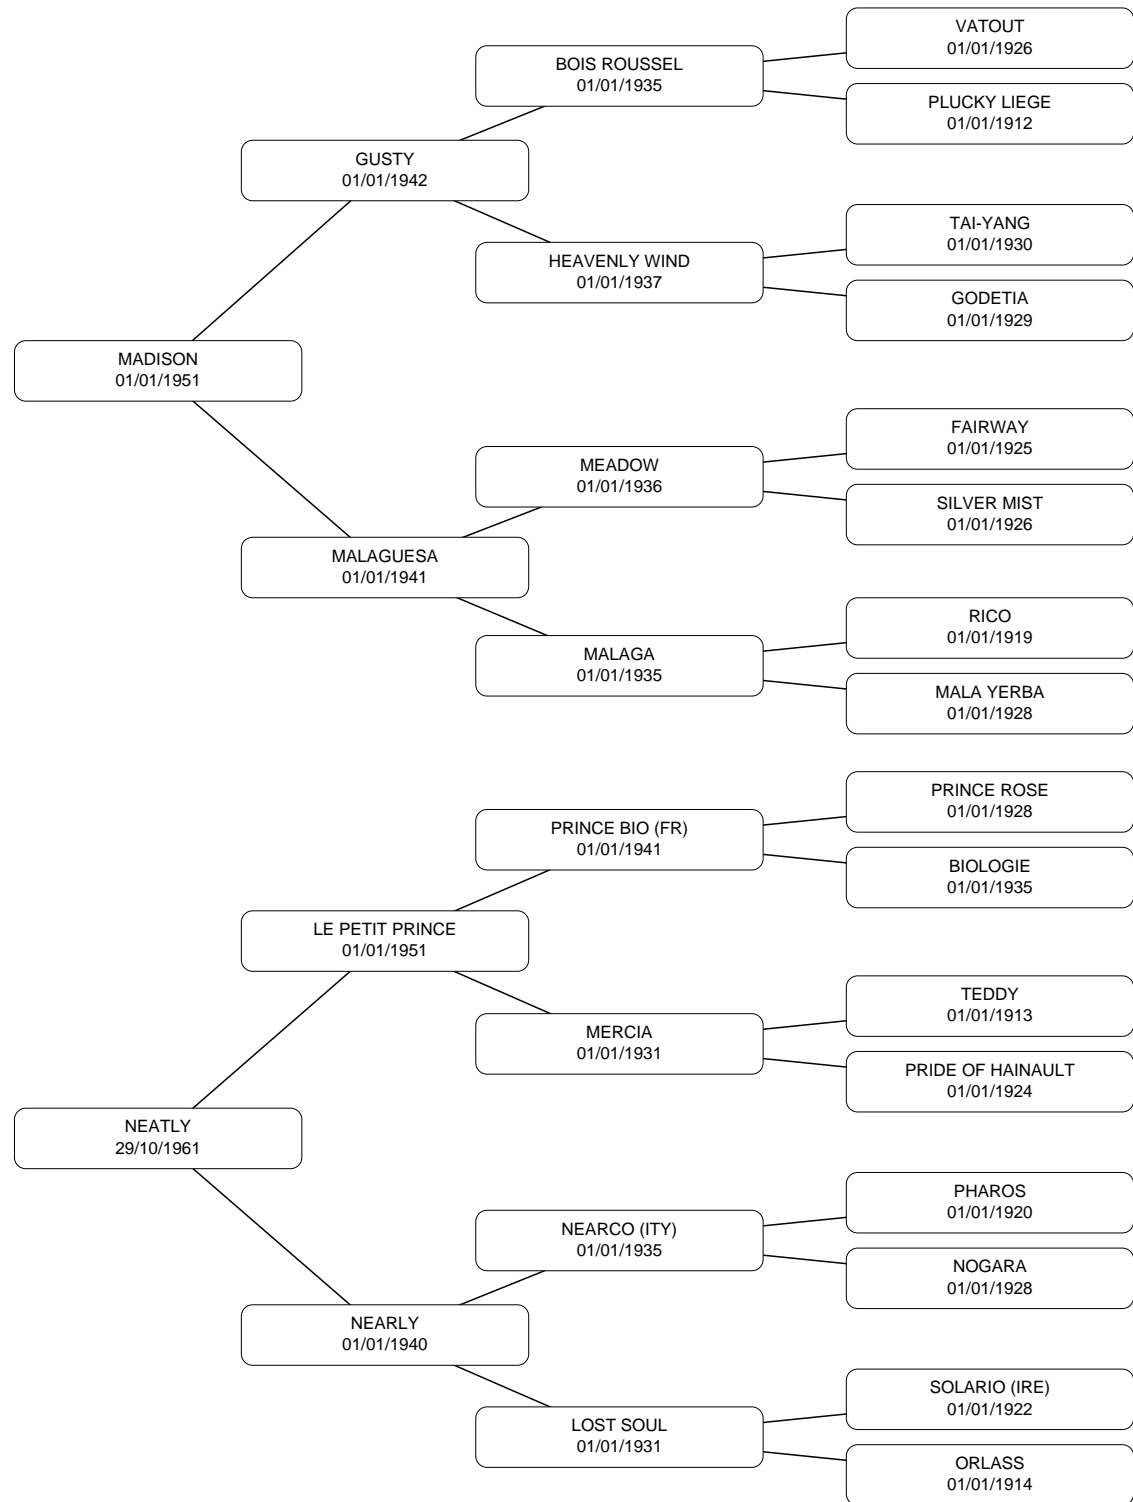 VATOUT
01/01/1926
BOIS ROUSSEL
01/01/1935
PLUCKY LIEGE
01/01/1912
GUSTY
01/01/1942
TAI-YANG
01/01/1930
HEAVENLY WIND
01/01/1937
GODETIA
01/01/1929
MADISON
01/01/1951
FAIRWAY
01/01/1925
MEADOW
01/01/1936
SILVER MIST
01/01/1926
MALAGUESA
01/01/1941
RICO
01/01/1919
MALAGA
01/01/1935
MALA YERBA
01/01/1928
PRINCE ROSE
01/01/1928
PRINCE BIO (FR)
01/01/1941
BIOLOGIE
01/01/1935
LE PETIT PRINCE
01/01/1951
TEDDY
01/01/1913
MERCIA
01/01/1931
PRIDE OF HAINAULT
01/01/1924
NEATLY
29/10/1961
PHAROS
01/01/1920
NEARCO (ITY)
01/01/1935
NOGARA
01/01/1928
NEARLY
01/01/1940
SOLARIO (IRE)
01/01/1922
LOST SOUL
01/01/1931
ORLASS
01/01/1914